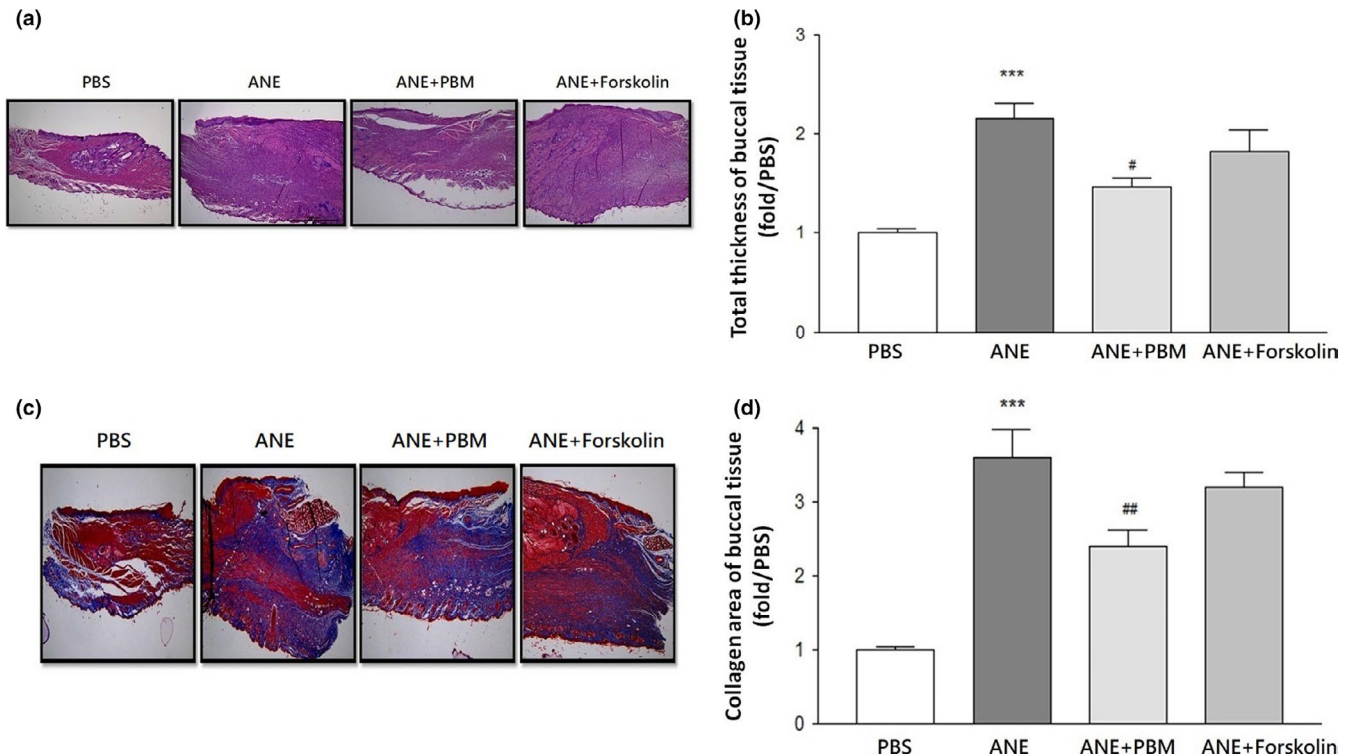 (a)
PBS ANE ANE+PBM ANE+Forskolin
(b)
Total thickness of buccal tissue
(fold/PBS)
3
2
1
0
***
#
PBS ANE ANE+PBM ANE+Forskolin
(c)
PBS ANE ANE+PBM ANE+Forskolin
(d)
Collagen area of buccal tissue
(fold/PBS)
4
3
2
1
0
***
##
PBS ANE ANE+PBM ANE+Forskolin